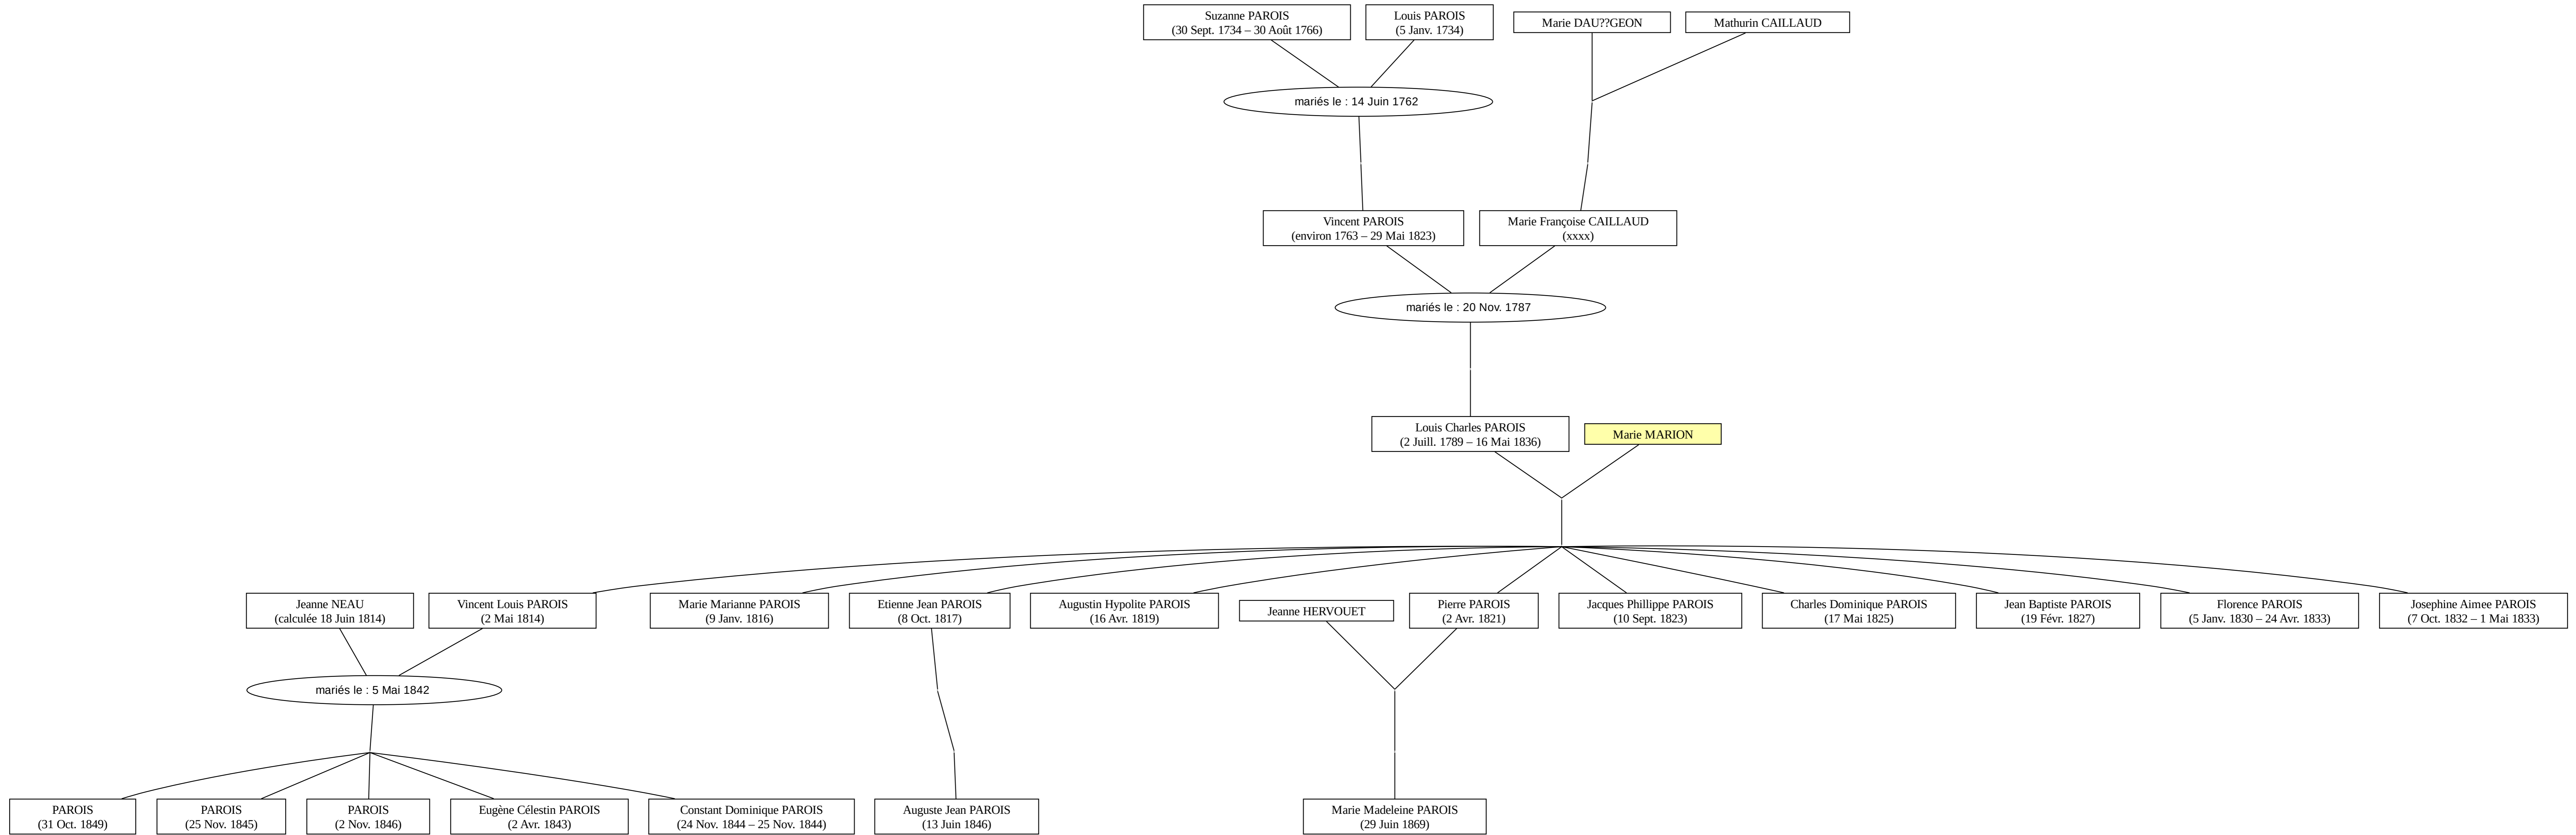 Suzanne PAROIS
(30 Sept. 1734 – 30 Août 1766)
Louis PAROIS
(5 Janv. 1734)
Marie DAU??GEON
Mathurin CAILLAUD
mariés le : 14 Juin 1762
Vincent PAROIS
(environ 1763 – 29 Mai 1823)
Marie Françoise CAILLAUD
(xxxx)
mariés le : 20 Nov. 1787
Louis Charles PAROIS
(2 Juill. 1789 – 16 Mai 1836)
Marie MARION
Jeanne NEAU
(calculée 18 Juin 1814)
Vincent Louis PAROIS
(2 Mai 1814)
Marie Marianne PAROIS
(9 Janv. 1816)
Etienne Jean PAROIS
(8 Oct. 1817)
Augustin Hypolite PAROIS
(16 Avr. 1819)
Jeanne HERVOUET
Pierre PAROIS
(2 Avr. 1821)
Jacques Phillippe PAROIS
(10 Sept. 1823)
Charles Dominique PAROIS
(17 Mai 1825)
Jean Baptiste PAROIS
(19 Févr. 1827)
Florence PAROIS
(5 Janv. 1830 – 24 Avr. 1833)
Josephine Aimee PAROIS
(7 Oct. 1832 – 1 Mai 1833)
mariés le : 5 Mai 1842
PAROIS
(31 Oct. 1849)
PAROIS
(25 Nov. 1845)
PAROIS
(2 Nov. 1846)
Eugène Célestin PAROIS
(2 Avr. 1843)
Constant Dominique PAROIS
(24 Nov. 1844 – 25 Nov. 1844)
Auguste Jean PAROIS
(13 Juin 1846)
Marie Madeleine PAROIS
(29 Juin 1869)